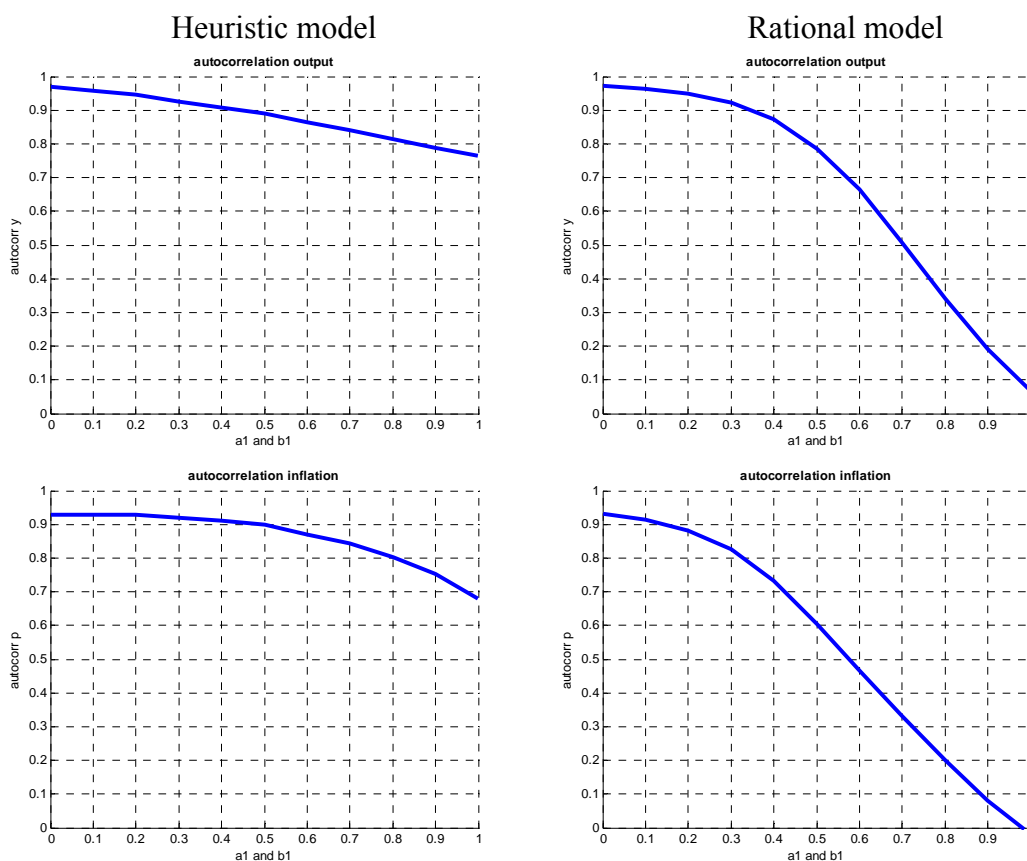 Heuristic model
Rational model
autocorrelation output
1
0.9
0.8
0.7
0.6
0.5
0.4
0.3
0.2
0.1
0
autocorr y
0 0.1 0.2 0.3 0.4 0.5 0.6 0.7 0.8 0.9 1
a1 and b1
autocorrelation output
1
0.9
0.8
0.7
0.6
0.5
0.4
0.3
0.2
0.1
0
autocorr y
0 0.1 0.2 0.3 0.4 0.5 0.6 0.7 0.8 0.9
a1 and b1
autocorrelation inflation
1
0.9
0.8
0.7
0.6
0.5
0.4
0.3
0.2
0.1
0
autocorr p
0 0.1 0.2 0.3 0.4 0.5 0.6 0.7 0.8 0.9 1
a1 and b1
autocorrelation inflation
1
0.9
0.8
0.7
0.6
0.5
0.4
0.3
0.2
0.1
0
autocorr p
0 0.1 0.2 0.3 0.4 0.5 0.6 0.7 0.8 0.9
a1 and b1